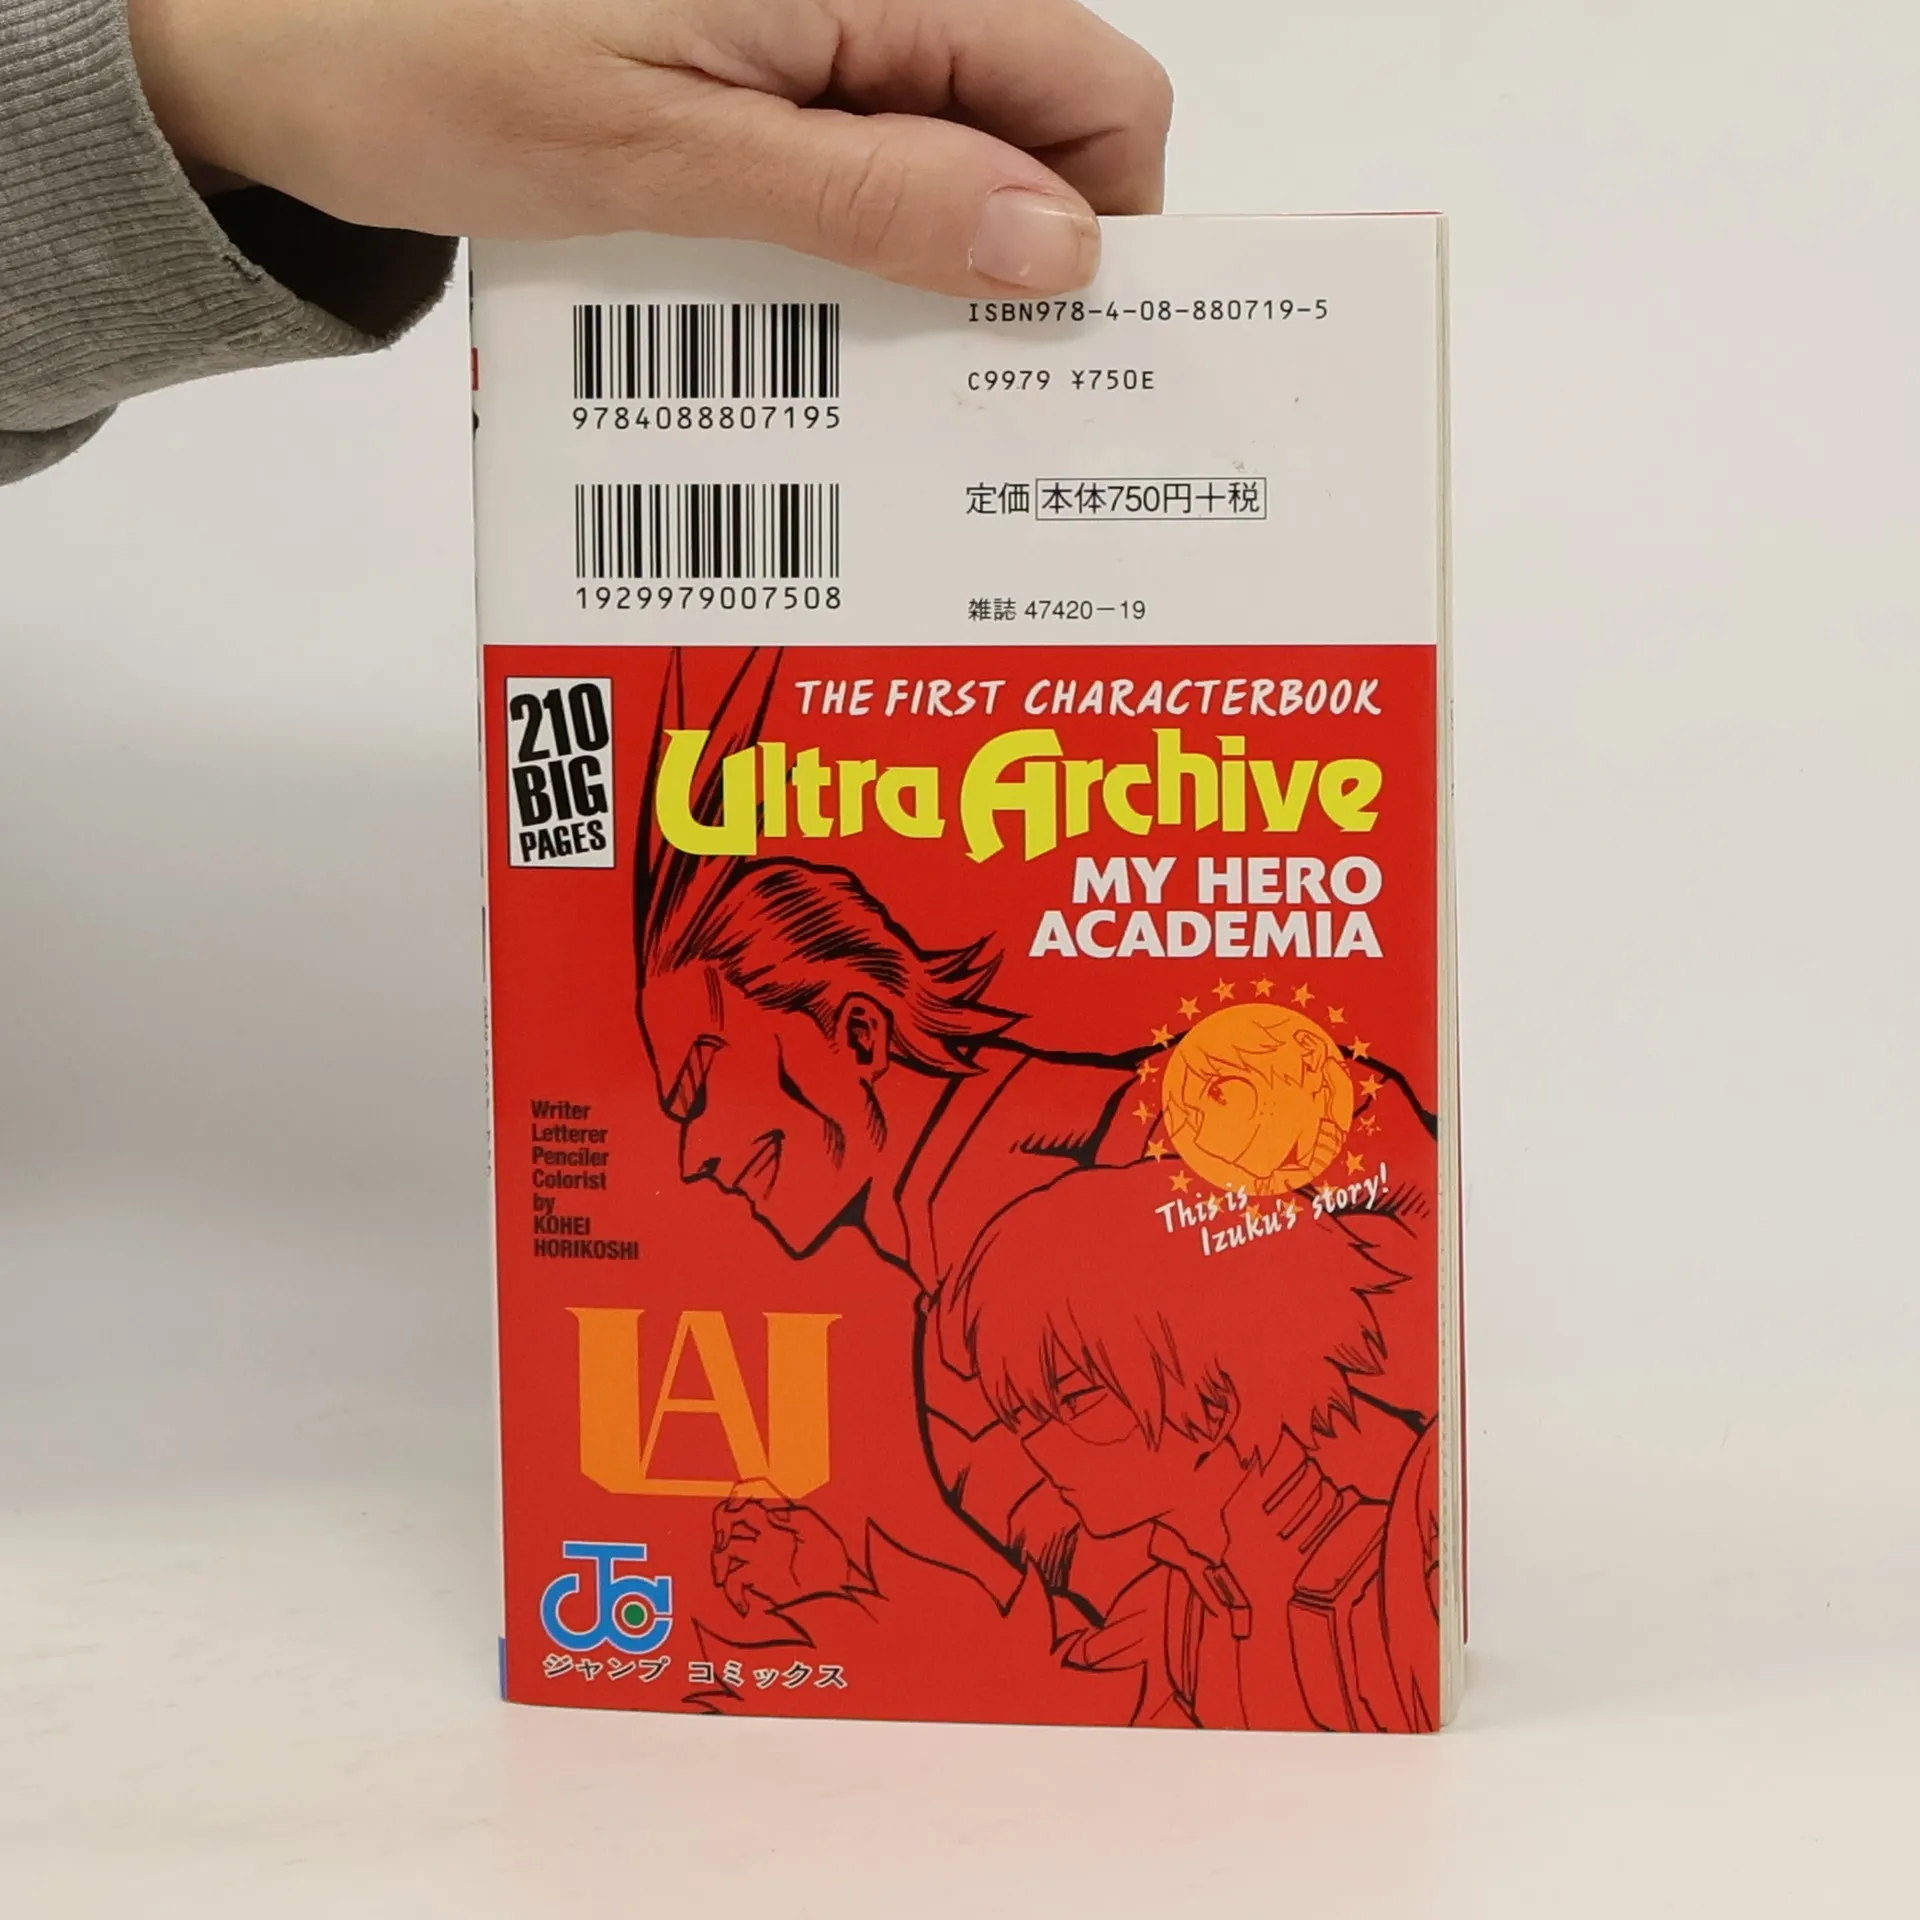 ISBN978-4-08-880719-5
9784088807195
C9979 ¥750E
定価 本体750円+税
1929979007508
雑誌 47420-19
210
BIG
PAGES
THE FIRST CHARACTERBOOK
Ultra Archive
MY HERO
ACADEMIA
This is
Izuku's story!
Writer
Letterer
Penciler
Colorist
by
KOHEI
HORIKOSHI
UA
JC
ジャンプ コミックス